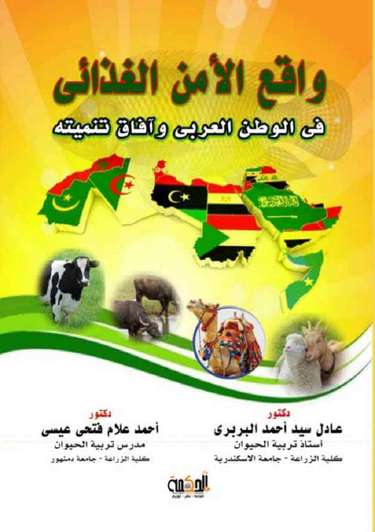 واقع الأمن الغذائى
فى الوطن العربى وآفاق تنميته
دكتور
عادل سيد أحمد البربرى
أستاذ تربية الحيوان
كلية الزراعة - جامعة الاسكندرية
دكتور
أحمد علام فتحى عيسى
مدرس تربية الحيوان
كلية الزراعة - جامعة دمنهور
الحكمة